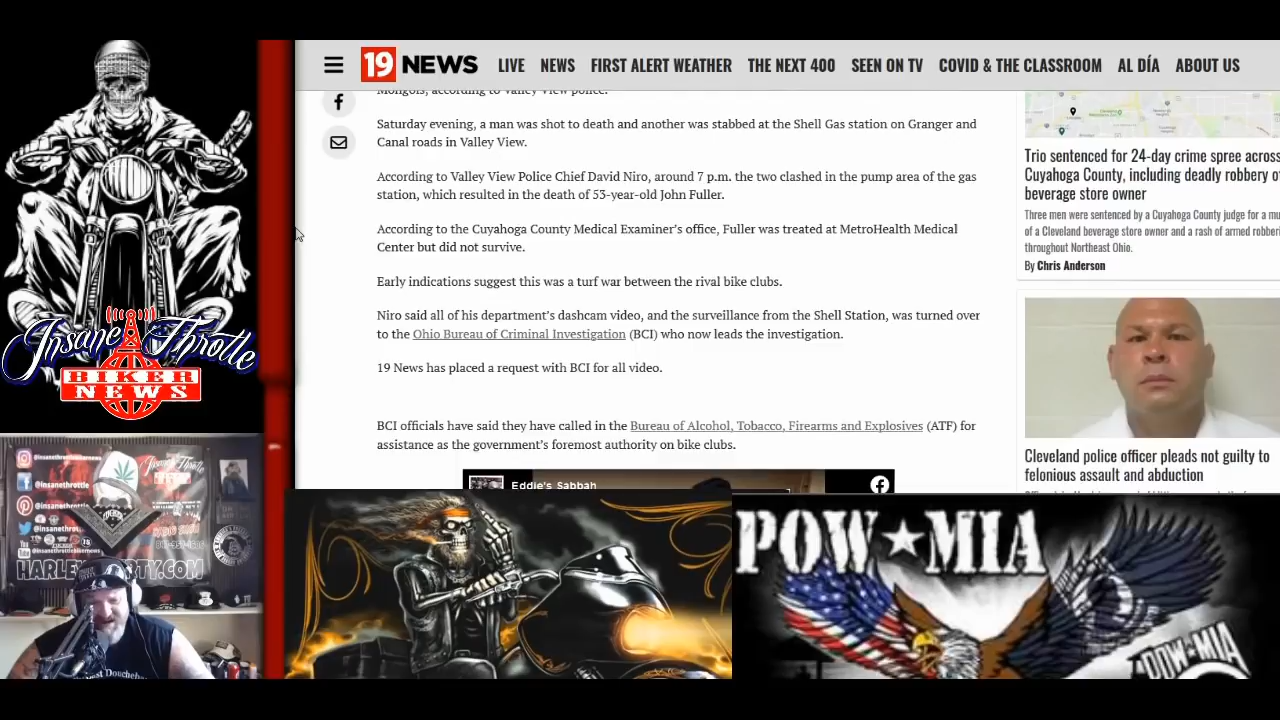 19 NEWS LIVE NEWS FIRST ALERT WEATHER THE NEXT 400 SEEN ON TV COVID & THE CLASSROOM AL DÍA ABOUT US
Mongols, according to Valley View police.
Saturday evening, a man was shot to death and another was stabbed at the Shell Gas station on Granger and
Canal roads in Valley View.
According to Valley View Police Chief David Niro, around 7 p.m. the two clashed in the pump area of the gas
station, which resulted in the death of 55-year-old John Fuller.
According to the Cuyahoga County Medical Examiner's office, Fuller was treated at MetroHealth Medical
Center but did not survive.
Early indications suggest this was a turf war between the rival bike clubs.
Niro said all of his department's dashcam video, and the surveillance from the Shell Station, was turned over
to the Ohio Bureau of Criminal Investigation (BCI) who now leads the investigation.
19 News has placed a request with BCI for all video.
BCI officials have said they have called in the Bureau of Alcohol, Tobacco, Firearms and Explosives (ATF) for
assistance as the government's foremost authority on bike clubs.
Eddie's Sabbah
Trio sentenced for 24-day crime spree across
Cuyahoga County, including deadly robbery of
beverage store owner
Three men were sentenced by a Cuyahoga County judge for a mu
of a Cleveland beverage store owner and a rash of armed robberi
throughout Northeast Ohio.
By Chris Anderson
Cleveland police officer pleads not guilty to
felonious assault and abduction
Insane Throttle
BIKER
NEWS
@insanethrottle
@insanethro
@insanethro
@insanethrot
@insanethrottlebikernews
POW★MIA
POW-MIA